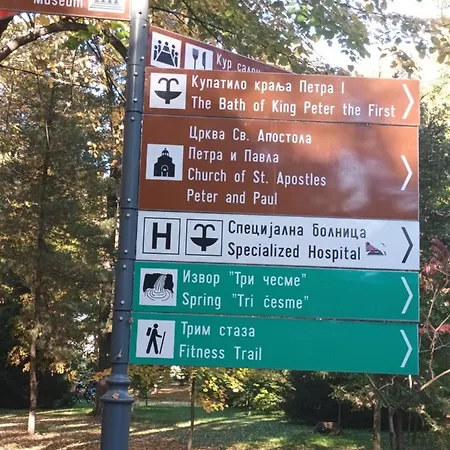 Museum
Кур салон
Купатило краља Петра I
The Bath of King Peter the First
Црква Св. Апостола
Петра и Павла
Church of St. Apostles
Peter and Paul
H
Специјална болница
Specialized Hospital
Извор "Три чесме"
Spring "Tri česme"
Трим стаза
Fitness Trail